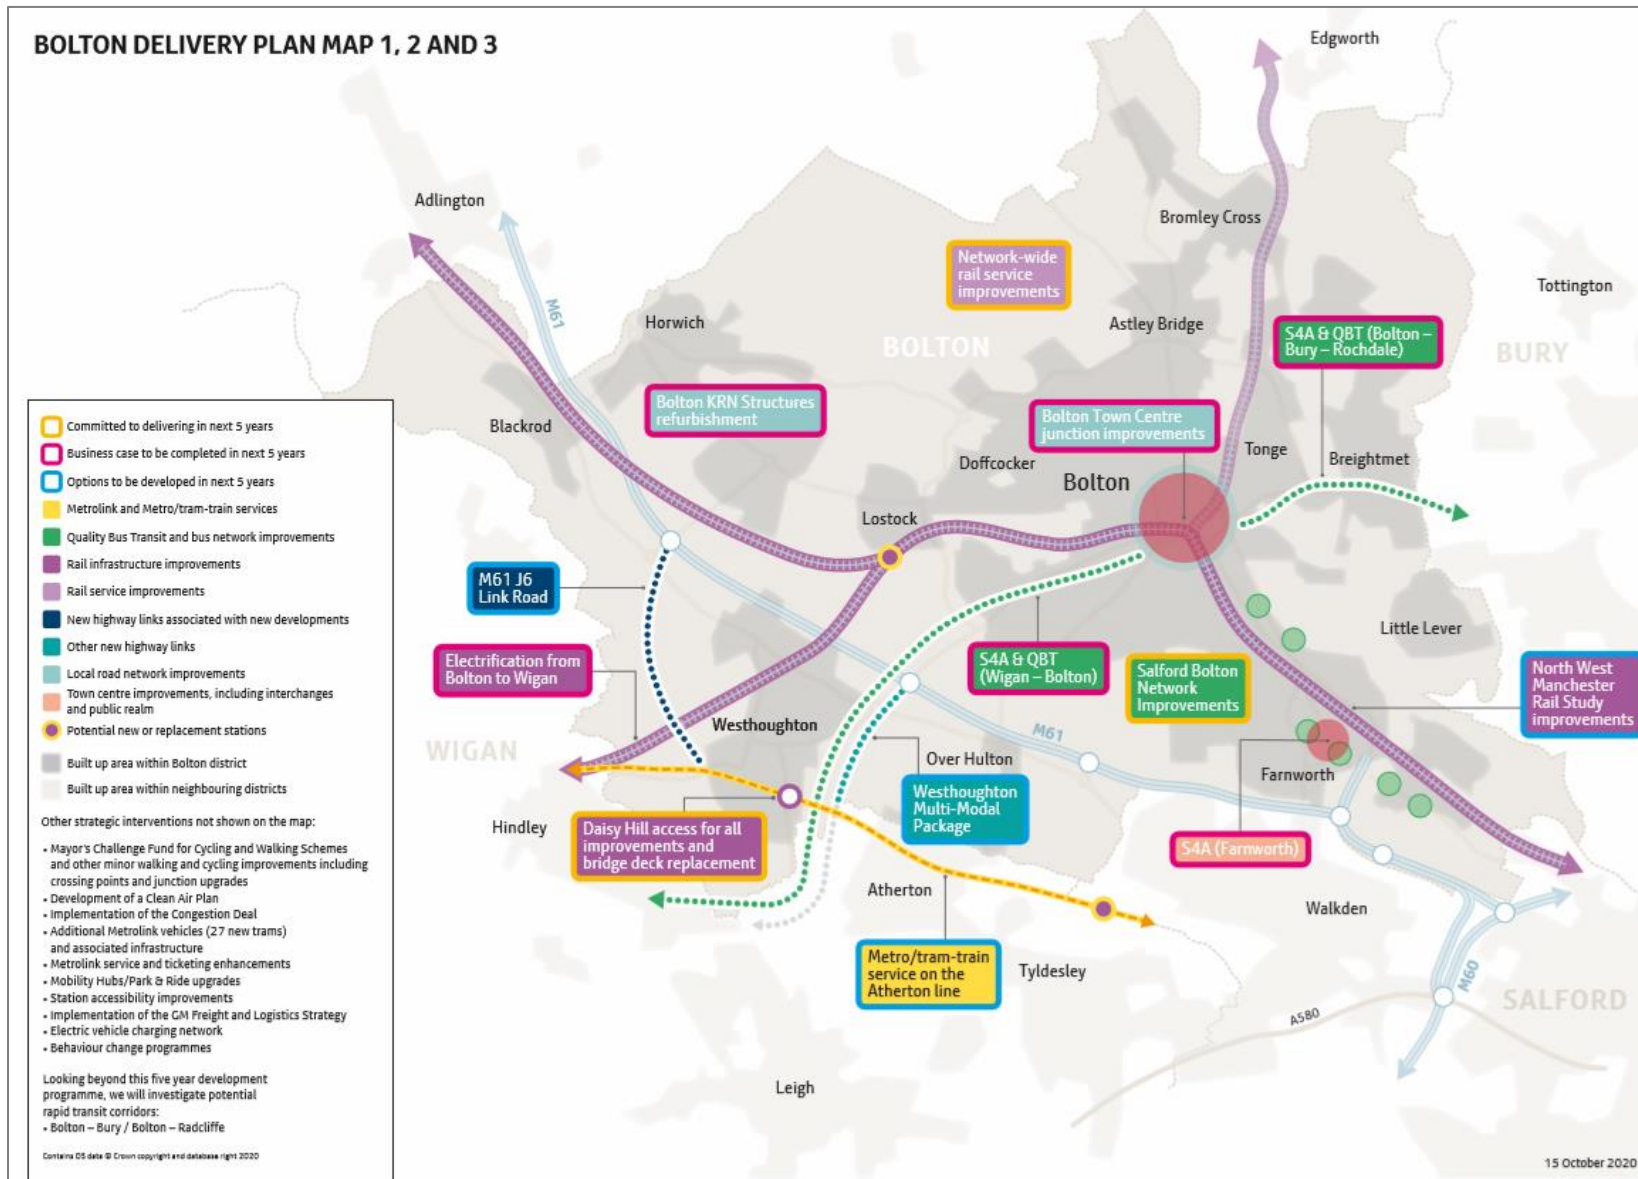 BOLTON DELIVERY PLAN MAP 1, 2 AND 3
Edgworth
Adlington
M61
Bromley Cross
Network-wide
rail service
improvements
Tottington
Horwich
Astley Bridge
S4A & QBT (Bolton –
Bury – Rochdale)
BOLTON
BURY
Bolton KRN Structures
refurbishment
Bolton Town Centre
junction improvements
Blackrod
Doffcocker
Tonge
Breightmet
Bolton
Lostock
M61 J6
Link Road
Little Lever
Electrification from
Bolton to Wigan
S4A & QBT
(Wigan – Bolton)
Salford Bolton
Network
Improvements
North West
Manchester
Rail Study
improvements
Westhoughton
WIGAN
M61
Over Hulton
Farnworth
Westhoughton
Multi-Modal
Package
Hindley
Daisy Hill access for all
improvements and
bridge deck replacement
S4A (Farnworth)
Atherton
Walkden
Metro/tram-train
service on the
Atherton line
Tyldesley
M60
SALFORD
A580
Leigh
Committed to delivering in next 5 years
Business case to be completed in next 5 years
Options to be developed in next 5 years
Metrolink and Metro/tram-train services
Quality Bus Transit and bus network improvements
Rail infrastructure improvements
Rail service improvements
New highway links associated with new developments
Other new highway links
Local road network improvements
Town centre improvements, including interchanges
and public realm
Potential new or replacement stations
Built up area within Bolton district
Built up area within neighbouring districts
Other strategic interventions not shown on the map:
• Mayor's Challenge Fund for Cycling and Walking Schemes
and other minor walking and cycling improvements including
crossing points and junction upgrades
• Development of a Clean Air Plan
• Implementation of the Congestion Deal
• Additional Metrolink vehicles (27 new trams)
and associated infrastructure
• Metrolink service and ticketing enhancements
• Mobility Hubs/Park & Ride upgrades
• Station accessibility improvements
• Implementation of the GM Freight and Logistics Strategy
• Electric vehicle charging network
• Behaviour change programmes
Looking beyond this five year development
programme, we will investigate potential
rapid transit corridors:
• Bolton – Bury / Bolton – Radcliffe
Contains OS data © Crown copyright and database right 2020
15 October 2020